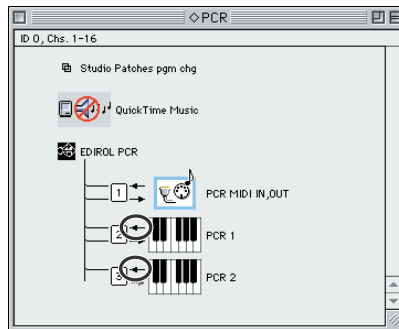 ◇PCR
ID 0, Chs. 1-16
Studio Patches pgm chg
QuickTime Music
EDIROL PCR
1
PCR MIDI IN,OUT
2
PCR 1
3
PCR 2